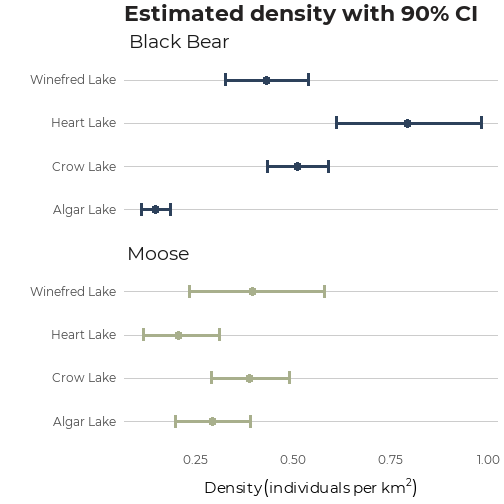 Estimated density with 90% CI
Black Bear
Winefred Lake
Heart Lake
Crow Lake
Algar Lake
Moose
Winefred Lake
Heart Lake
Crow Lake
Algar Lake
0.25 0.50 0.75 1.00
Density(individuals per km²)